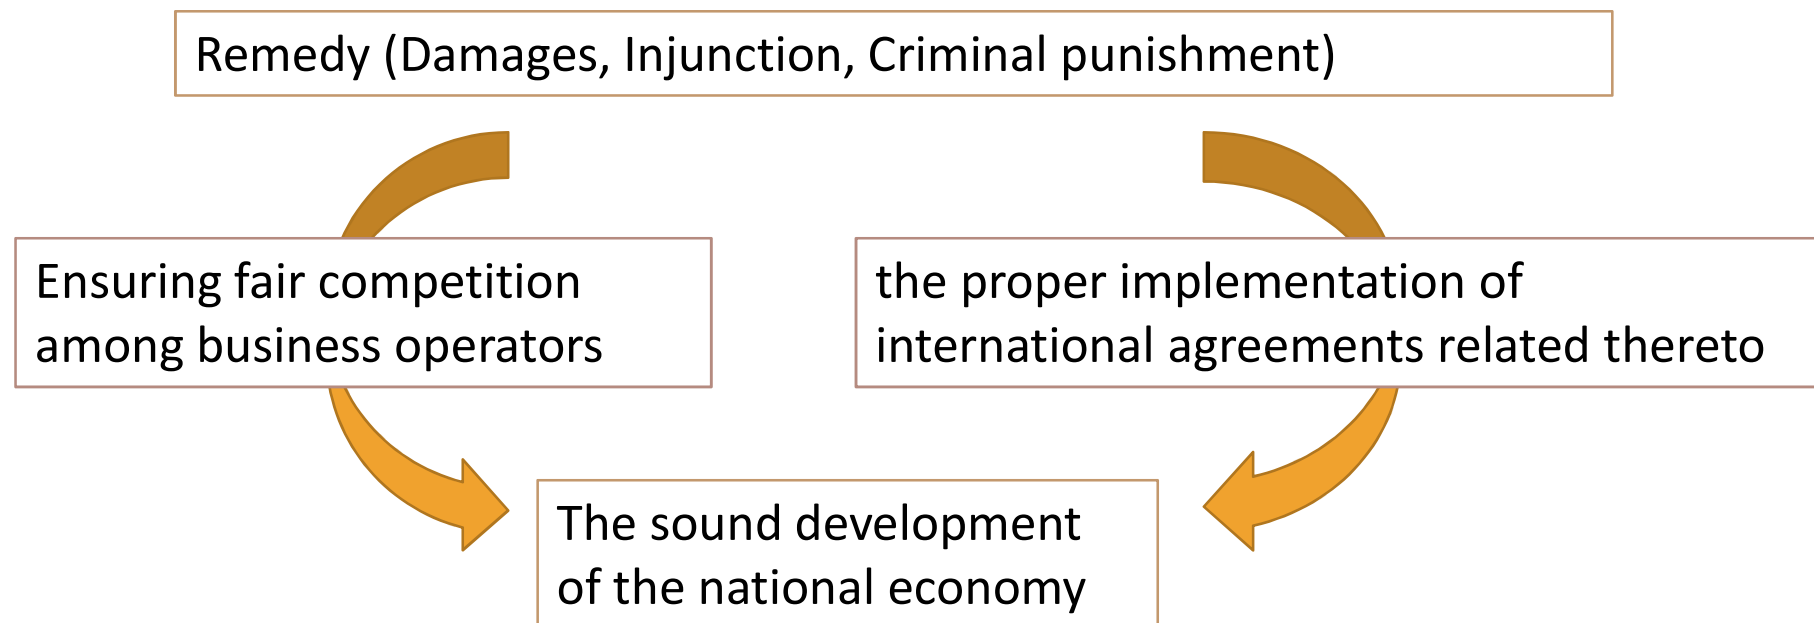 Remedy (Damages, Injunction, Criminal punishment)
Ensuring fair competition
among business operators
the proper implementation of
international agreements related thereto
The sound development
of the national economy